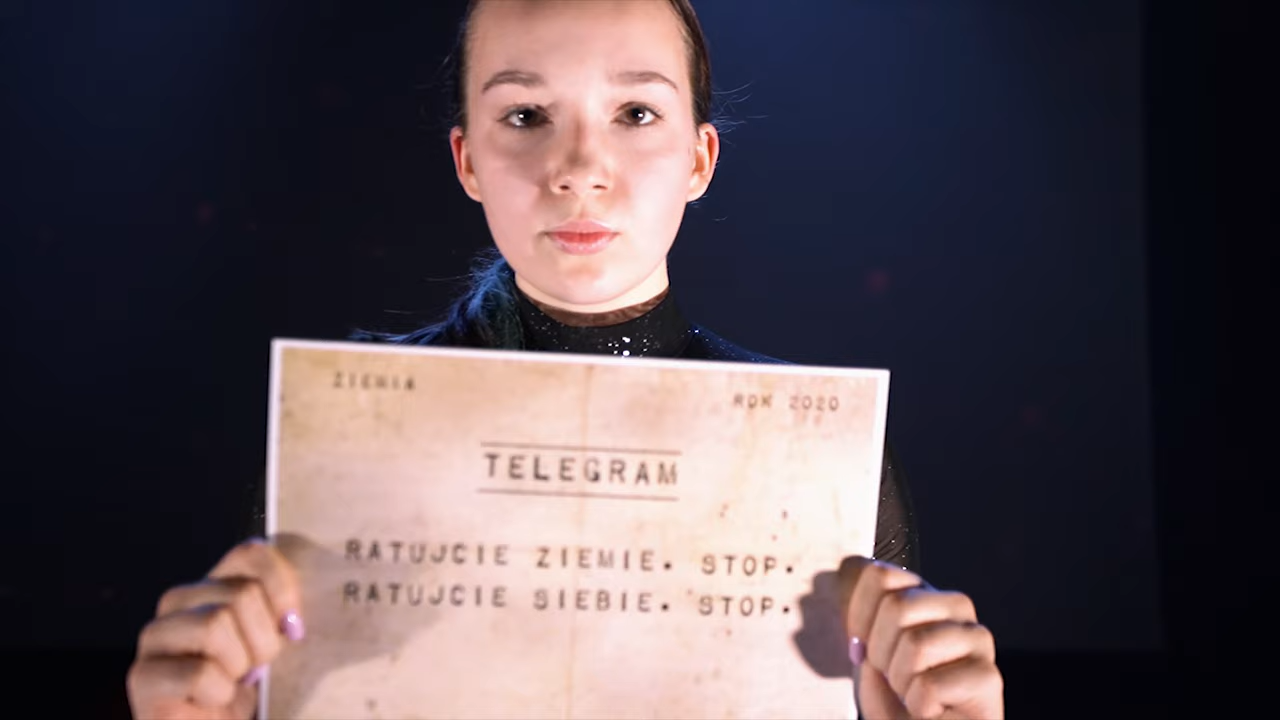 ZIEMIA
ROK 2020
TELEGRAM
RATUJCIE ZIEMIE. STOP.
RATUJCIE SIEBIE. STOP.